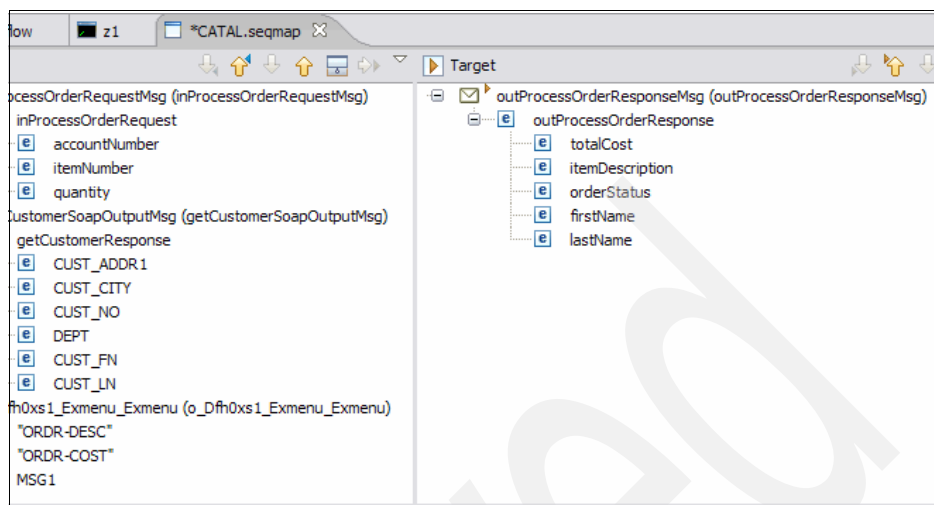 low z1 *CATAL.seqmap
Target
ocessOrderRequestMsg (inProcessOrderRequestMsg)
inProcessOrderRequest
e accountNumber
e itemNumber
e quantity
CustomerSoapOutputMsg (getCustomerSoapOutputMsg)
getCustomerResponse
e CUST_ADDR1
e CUST_CITY
e CUST_NO
e DEPT
e CUST_FN
e CUST_LN
fh0xs1_Exmenu_Exmenu (o_Dfh0xs1_Exmenu_Exmenu)
"ORDR-DESC"
"ORDR-COST"
MSG1
outProcessOrderResponseMsg (outProcessOrderResponseMsg)
e outProcessOrderResponse
e totalCost
e itemDescription
e orderStatus
e firstName
e lastName